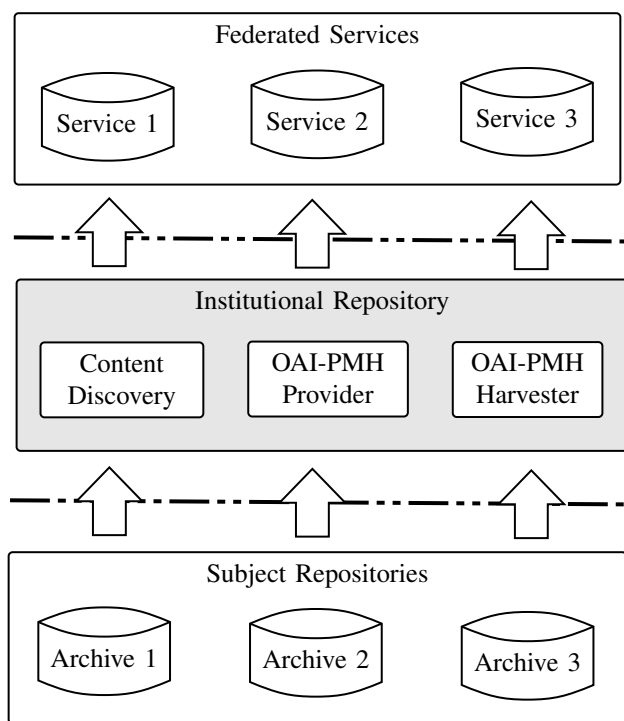 Federated Services
Service 1
Service 2
Service 3
Institutional Repository
Content
Discovery
OAI-PMH
Provider
OAI-PMH
Harvester
Subject Repositories
Archive 1
Archive 2
Archive 3